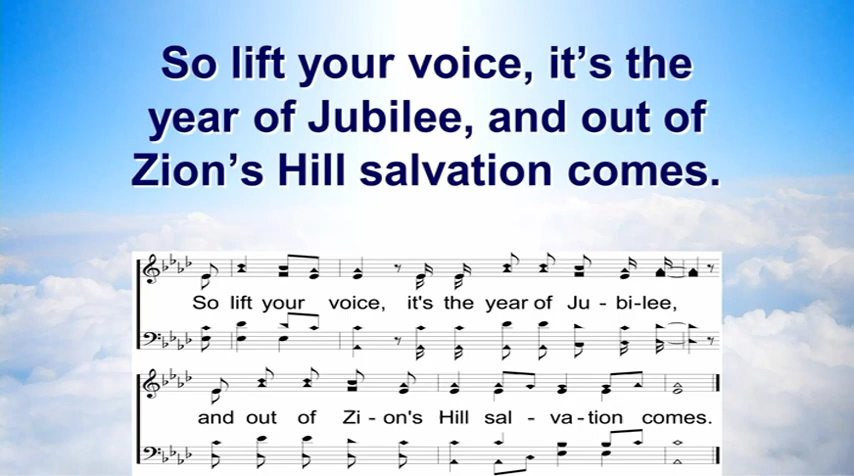 So lift your voice, it’s the
year of Jubilee, and out of
Zion’s Hill salvation comes.
So lift your voice, it's the year of Ju - bi-lee,
and out of Zi - on's Hill sal - va - tion comes.